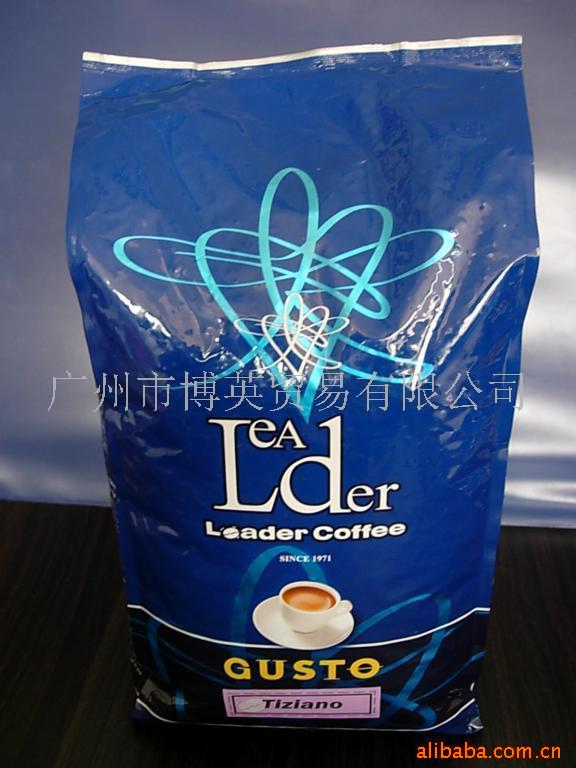 广州市博英贸易有限公司
LeADder
Leader Coffee
SINCE 1971
GUSTO
Tiziano
alibaba.com.cn